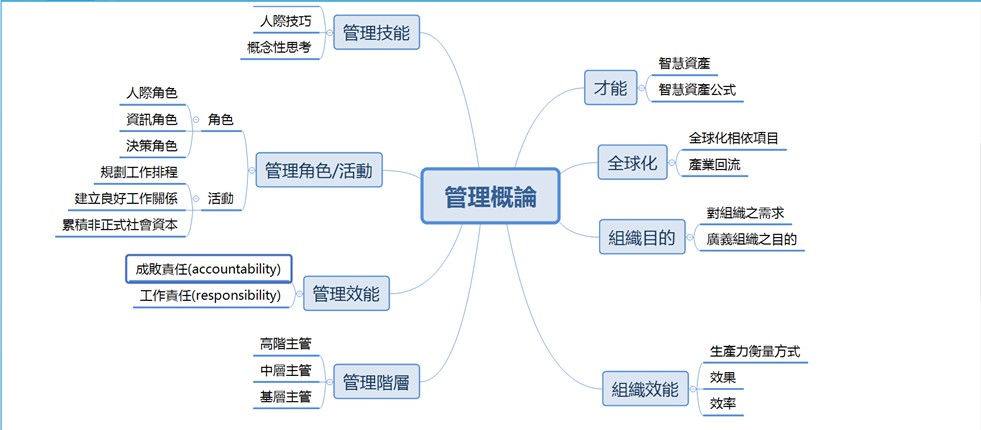 管理概論
才能
智慧資產
智慧資產公式
全球化
全球化相依項目
產業回流
組織目的
對組織之需求
廣義組織之目的
組織效能
生產力衡量方式
效果
效率
管理技能
人際技巧
概念性思考
管理角色/活動
角色
人際角色
資訊角色
決策角色
活動
規劃工作排程
建立良好工作關係
累積非正式社會資本
管理效能
成敗責任(accountability)
工作責任(responsibility)
管理階層
高階主管
中層主管
基層主管